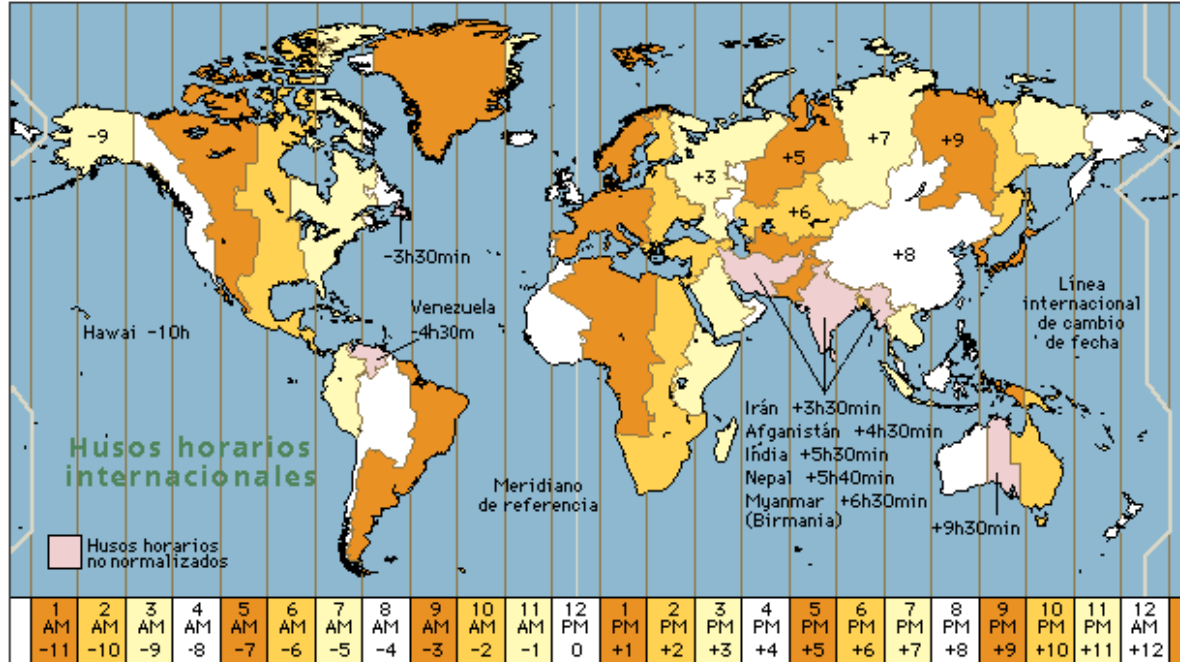 -9
+5
+7
+9
+3
+6
+8
-3h30min
Hawai -10h
Venezuela
-4h30m
Línea
internacional
de cambio
de fecha
Husos horarios
internacionales
Meridiano
de referencia
Irán +3h30min
Afganistán +4h30min
Índia +5h30min
Nepal +5h40min
Myanmar +6h30min
(Birmania)
+9h30min
Husos horarios
no normalizados
1 2 3 4 5 6 7 8 9 10 11 12 1 2 3 4 5 6 7 8 9 10 11 12
AM AM AM AM AM AM AM AM AM AM AM PM PM PM PM PM PM PM PM PM PM PM PM AM
-11 -10 -9 -8 -7 -6 -5 -4 -3 -2 -1 0 +1 +2 +3 +4 +5 +6 +7 +8 +9 +10 +11 +12